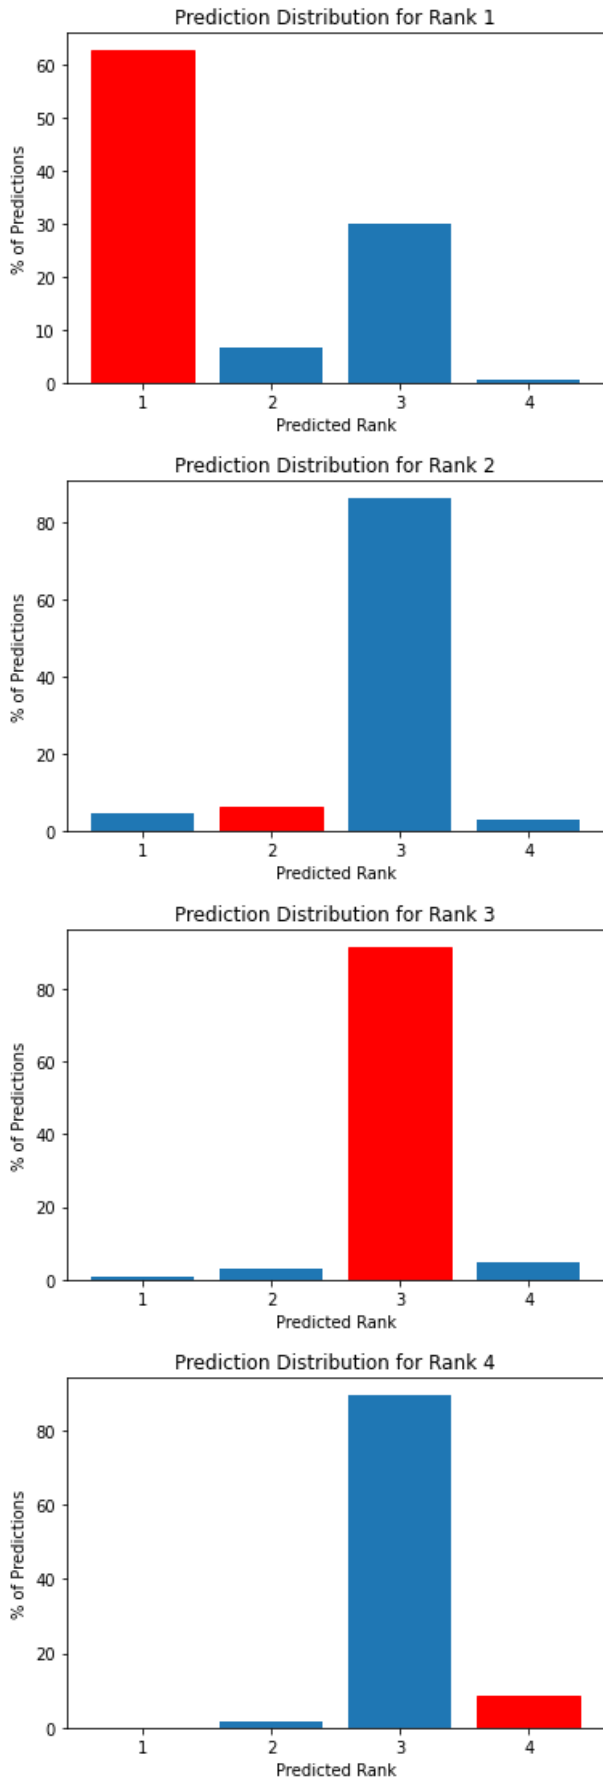 Prediction Distribution for Rank 1
% of Predictions
60
50
40
30
20
10
0
1 2 3 4
Predicted Rank
Prediction Distribution for Rank 2
% of Predictions
80
60
40
20
0
1 2 3 4
Predicted Rank
Prediction Distribution for Rank 3
% of Predictions
80
60
40
20
0
1 2 3 4
Predicted Rank
Prediction Distribution for Rank 4
% of Predictions
80
60
40
20
0
1 2 3 4
Predicted Rank